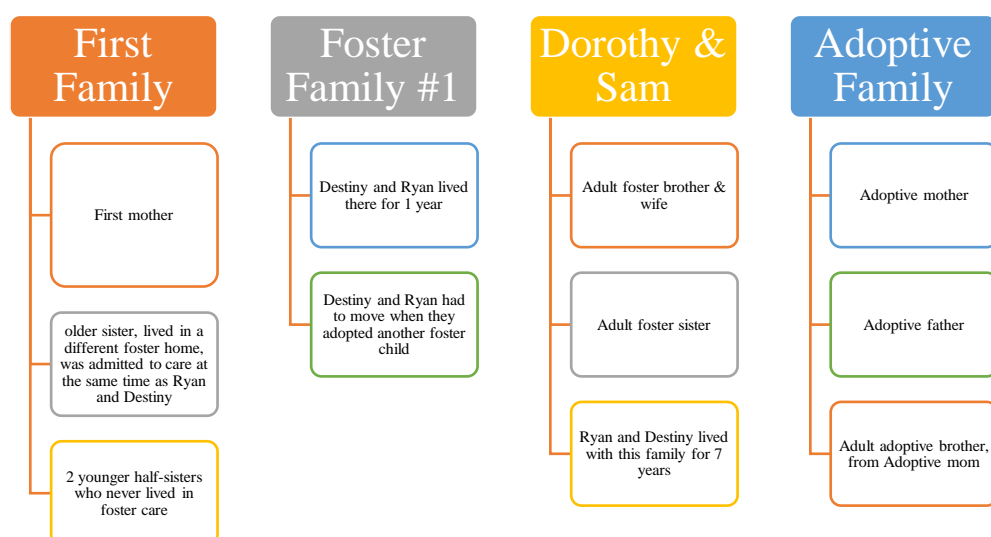 First
Family
First mother
older sister, lived in a
different foster home,
was admitted to care at
the same time as Ryan
and Destiny
2 younger half-sisters
who never lived in
foster care
Foster
Family #1
Destiny and Ryan lived
there for 1 year
Destiny and Ryan had
to move when they
adopted another foster
child
Dorothy &
Sam
Adult foster brother &
wife
Adult foster sister
Ryan and Destiny lived
with this family for 7
years
Adoptive
Family
Adoptive mother
Adoptive father
Adult adoptive brother,
from Adoptive mom